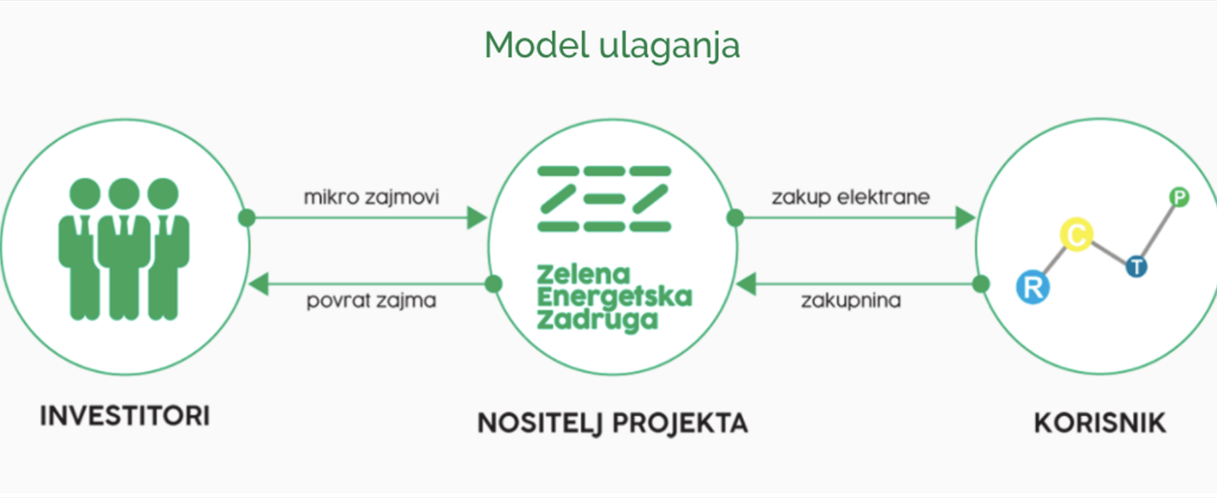 Model ulaganja
mikro zajmovi
povrat zajma
ZEZ
Zelena
Energetska
Zadruga
zakup elektrane
zakupnina
R
C
T
P
INVESTITORI
NOSITELJ PROJEKTA
KORISNIK